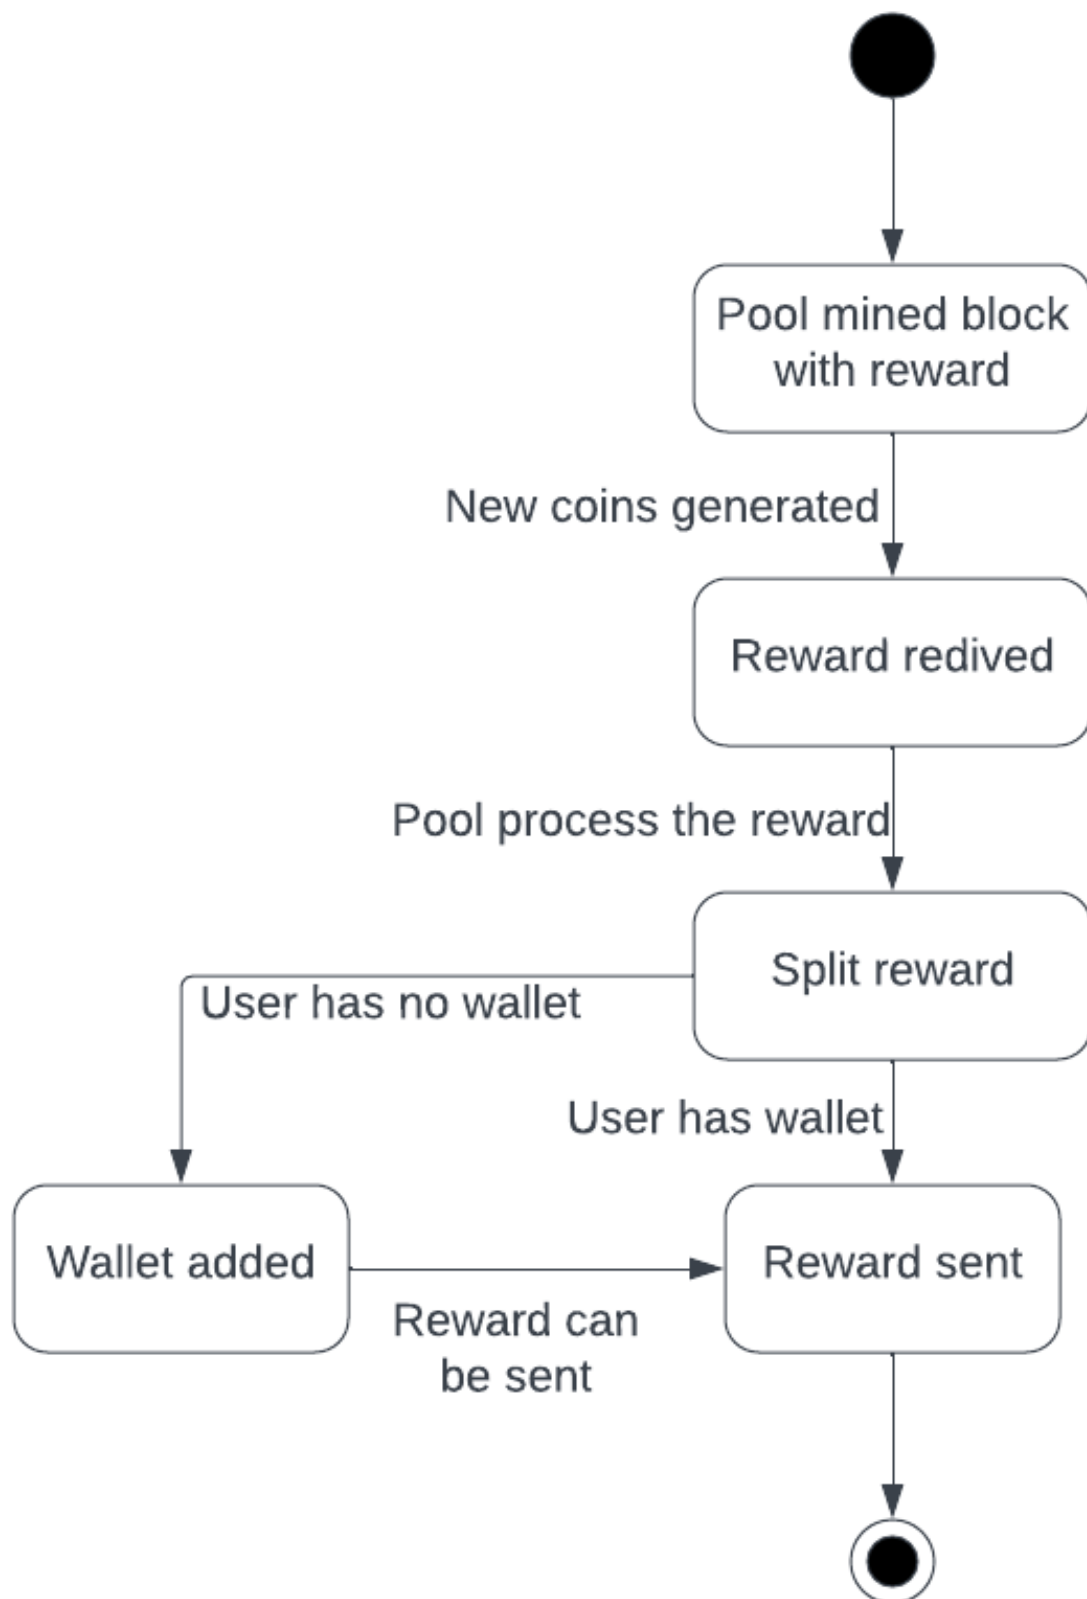 Pool mined block
with reward
New coins generated
Reward redived
Pool process the reward
Split reward
User has no wallet
User has wallet
Wallet added
Reward sent
Reward can
be sent